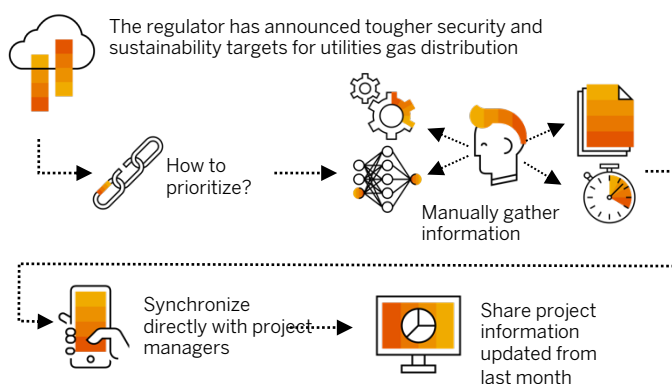 The regulator has announced tougher security and
sustainability targets for utilities gas distribution
How to
prioritize?
Manually gather
information
Synchronize
directly with project
managers
Share project
information
updated from
last month